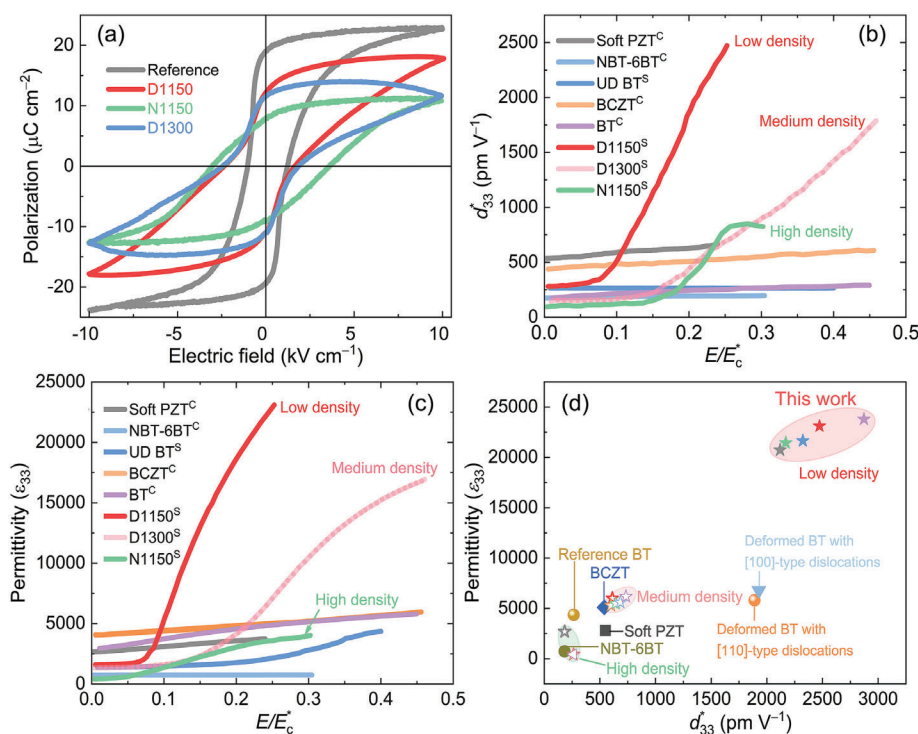 (a)
Reference
D1150
N1150
D1300
20
10
0
-10
-20
-10
-5
0
5
10
Polarization (μC cm⁻²)
Electric field (kV cm⁻¹)
(b)
Soft PZTᶜ
NBT-6BTᶜ
UD BTˢ
BCZTᶜ
BTᶜ
D1150ˢ
D1300ˢ
N1150ˢ
Low density
Medium density
High density
2500
2000
1500
1000
500
0
0.0
0.1
0.2
0.3
0.4
0.5
d*₃₃ (pm V⁻¹)
E/E*c
(c)
Soft PZTᶜ
NBT-6BTᶜ
UD BTˢ
BCZTᶜ
BTᶜ
D1150ˢ
D1300ˢ
N1150ˢ
Low density
Medium density
High density
25000
20000
15000
10000
5000
0
0.0
0.1
0.2
0.3
0.4
0.5
Permittivity (ε₃₃)
E/E*c
(d)
This work
Low density
Reference BT
BCZT
Medium density
Soft PZT
NBT-6BT
High density
Deformed BT with
[100]-type dislocations
Deformed BT with
[110]-type dislocations
25000
20000
15000
10000
5000
0
0
500
1000
1500
2000
2500
3000
Permittivity (ε₃₃)
d*₃₃ (pm V⁻¹)